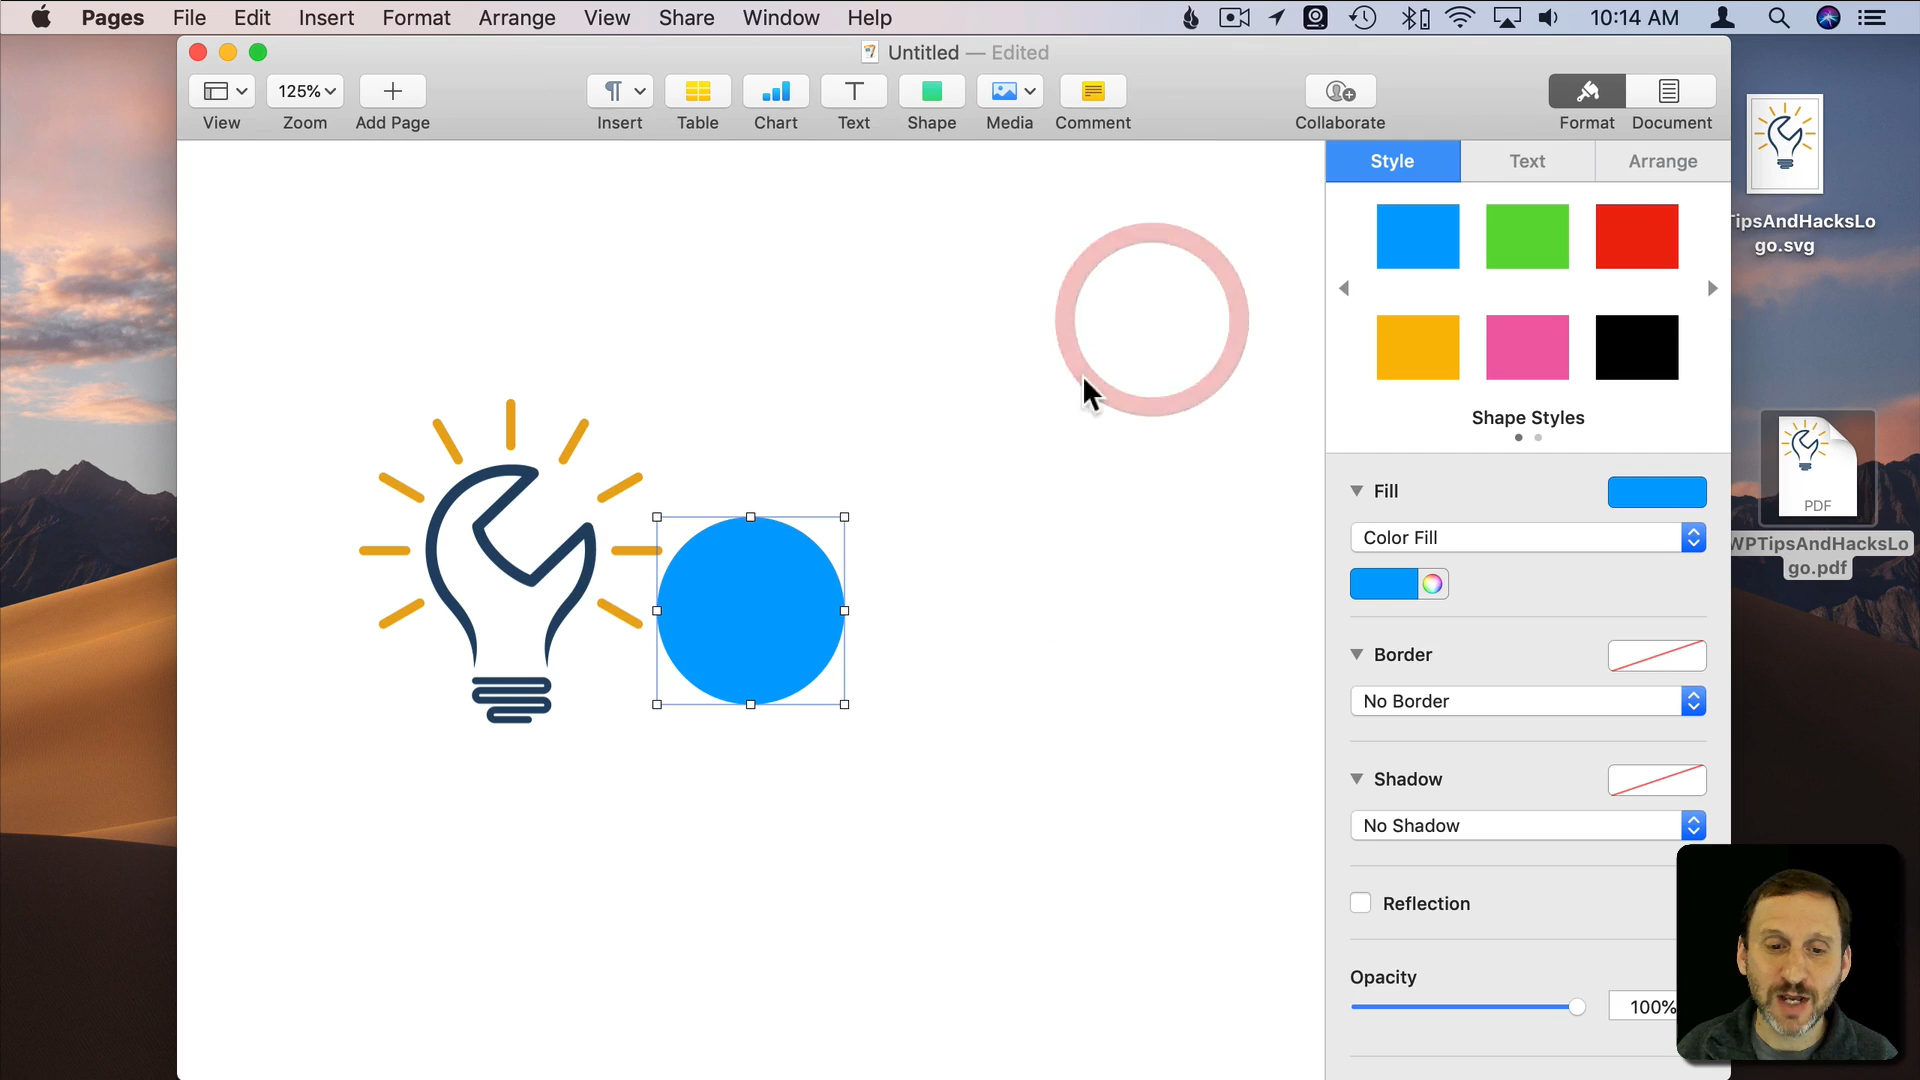 Pages File Edit Insert Format Arrange View Share Window Help 10:14 AM
Untitled — Edited
125%
View Zoom Add Page Insert Table Chart Text Shape Media Comment Collaborate Format Document
Style Text Arrange
Shape Styles
Fill
Color Fill
Border
No Border
Shadow
No Shadow
Reflection
Opacity
100%
TipsAndHacksLo
go.svg
PDF
WPTipsAndHacksLo
go.pdf